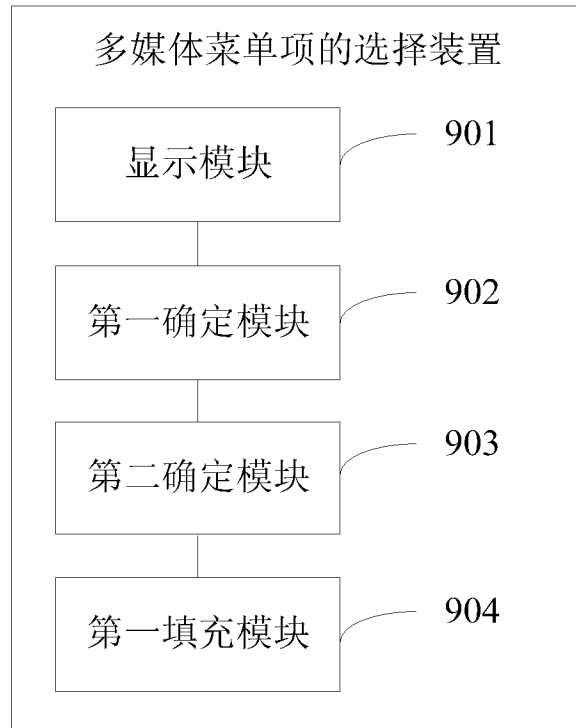 多媒体菜单项的选择装置
显示模块
901
第一确定模块
902
第二确定模块
903
第一填充模块
904